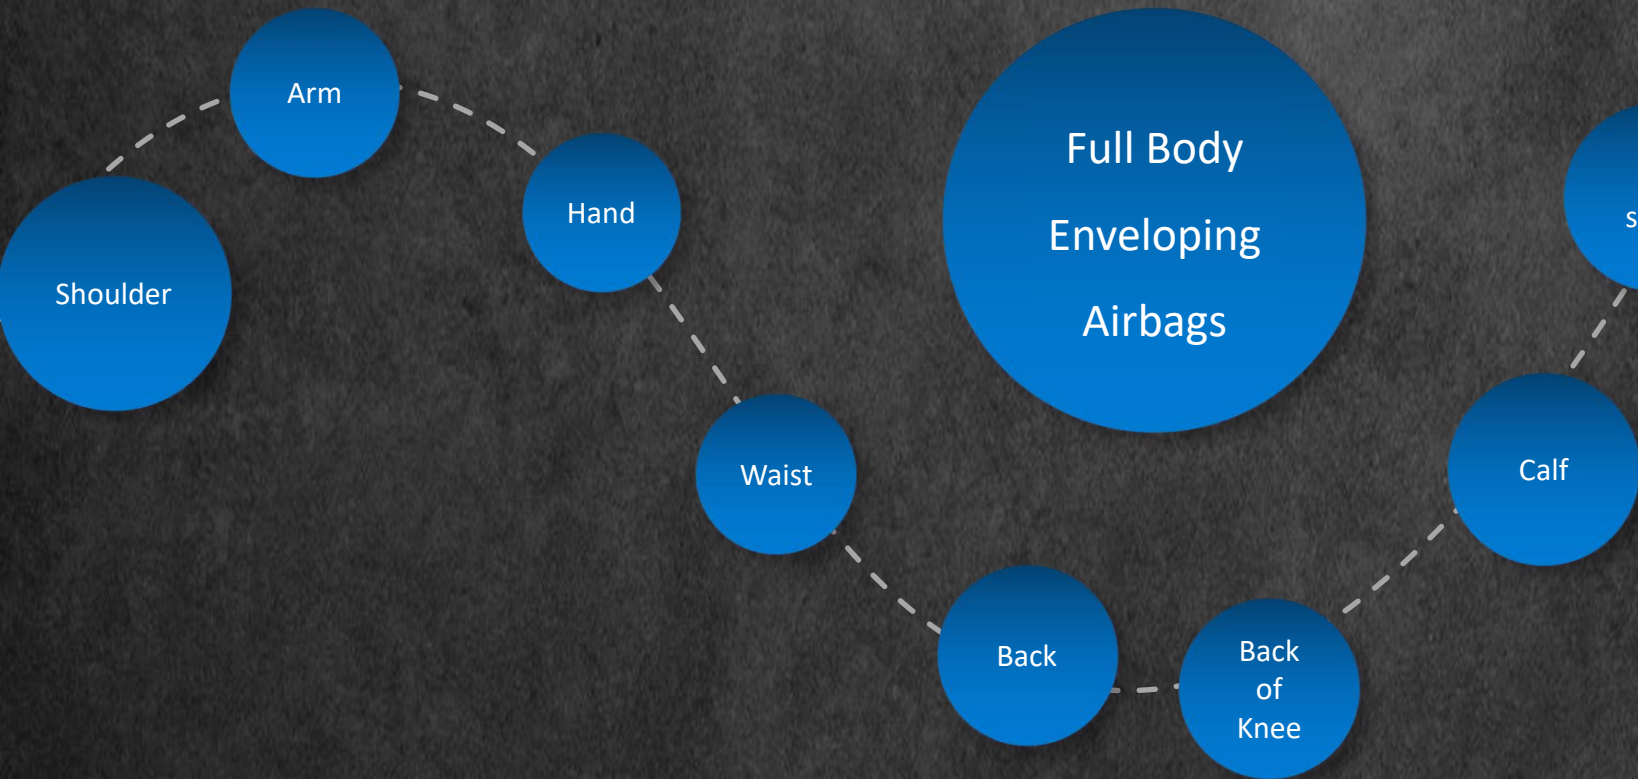 Arm
Full Body
Enveloping
Airbags
Hand
Shoulder
Waist
Calf
Back
Back
of
Knee